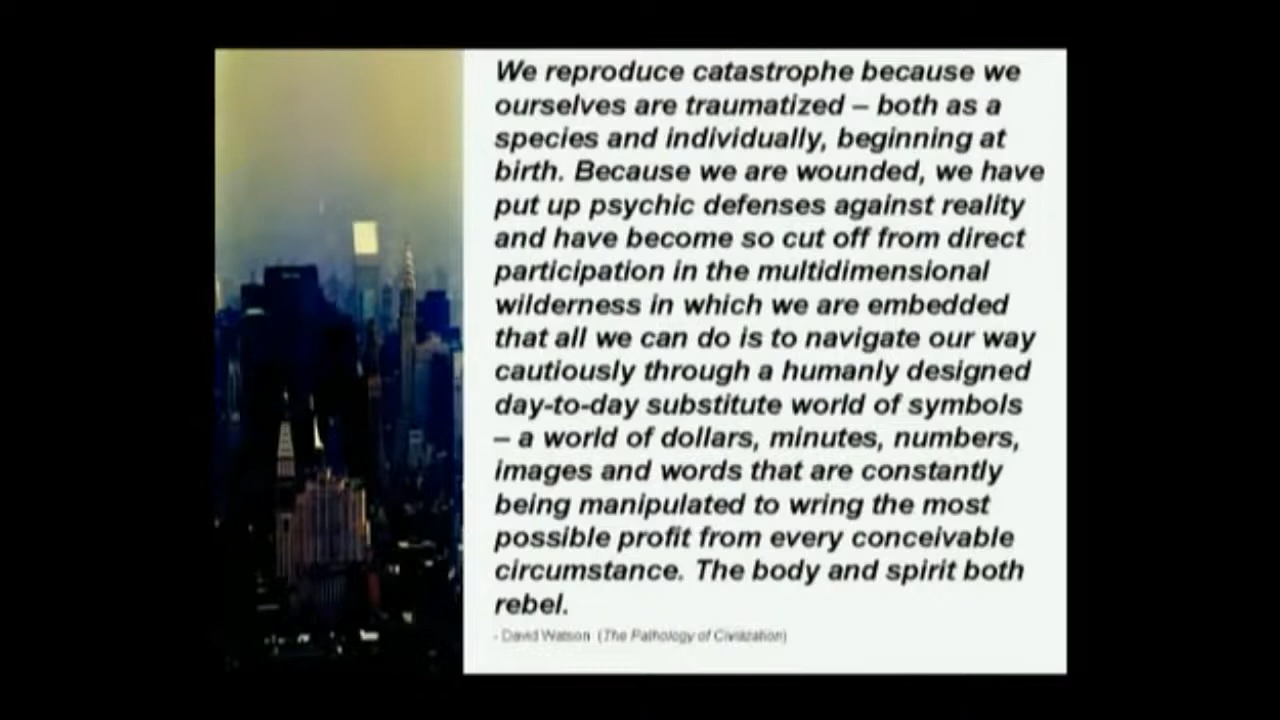 We reproduce catastrophe because we
ourselves are traumatized – both as a
species and individually, beginning at
birth. Because we are wounded, we have
put up psychic defenses against reality
and have become so cut off from direct
participation in the multidimensional
wilderness in which we are embedded
that all we can do is to navigate our way
cautiously through a humanly designed
day-to-day substitute world of symbols
– a world of dollars, minutes, numbers,
images and words that are constantly
being manipulated to wring the most
possible profit from every conceivable
circumstance. The body and spirit both
rebel.
- David Watson (The Pathology of Civilization)